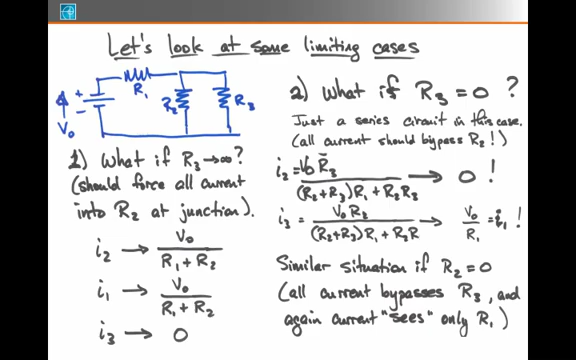 Let's look at some limiting cases
+
-
V₀
R₁
R₂
R₃
1) What if R₃→∞?
(should force all current
into R₂ at junction).
i₂ → V₀ / R₁ + R₂
i₁ → V₀ / R₁ + R₂
i₃ → 0
2) What if R₃ = 0 ?
Just a series circuit in this case
(all current should bypass R₂!)
i₂ = V₀ R₃ / (R₂+R₃)R₁ + R₂R₃ → 0 !
i₃ = V₀ R₂ / (R₂+R₃)R₁ + R₂R → V₀ / R₁ = i₁ !
Similar situation if R₂ = 0
(all current bypasses R₃, and
again current "sees" only R₁)